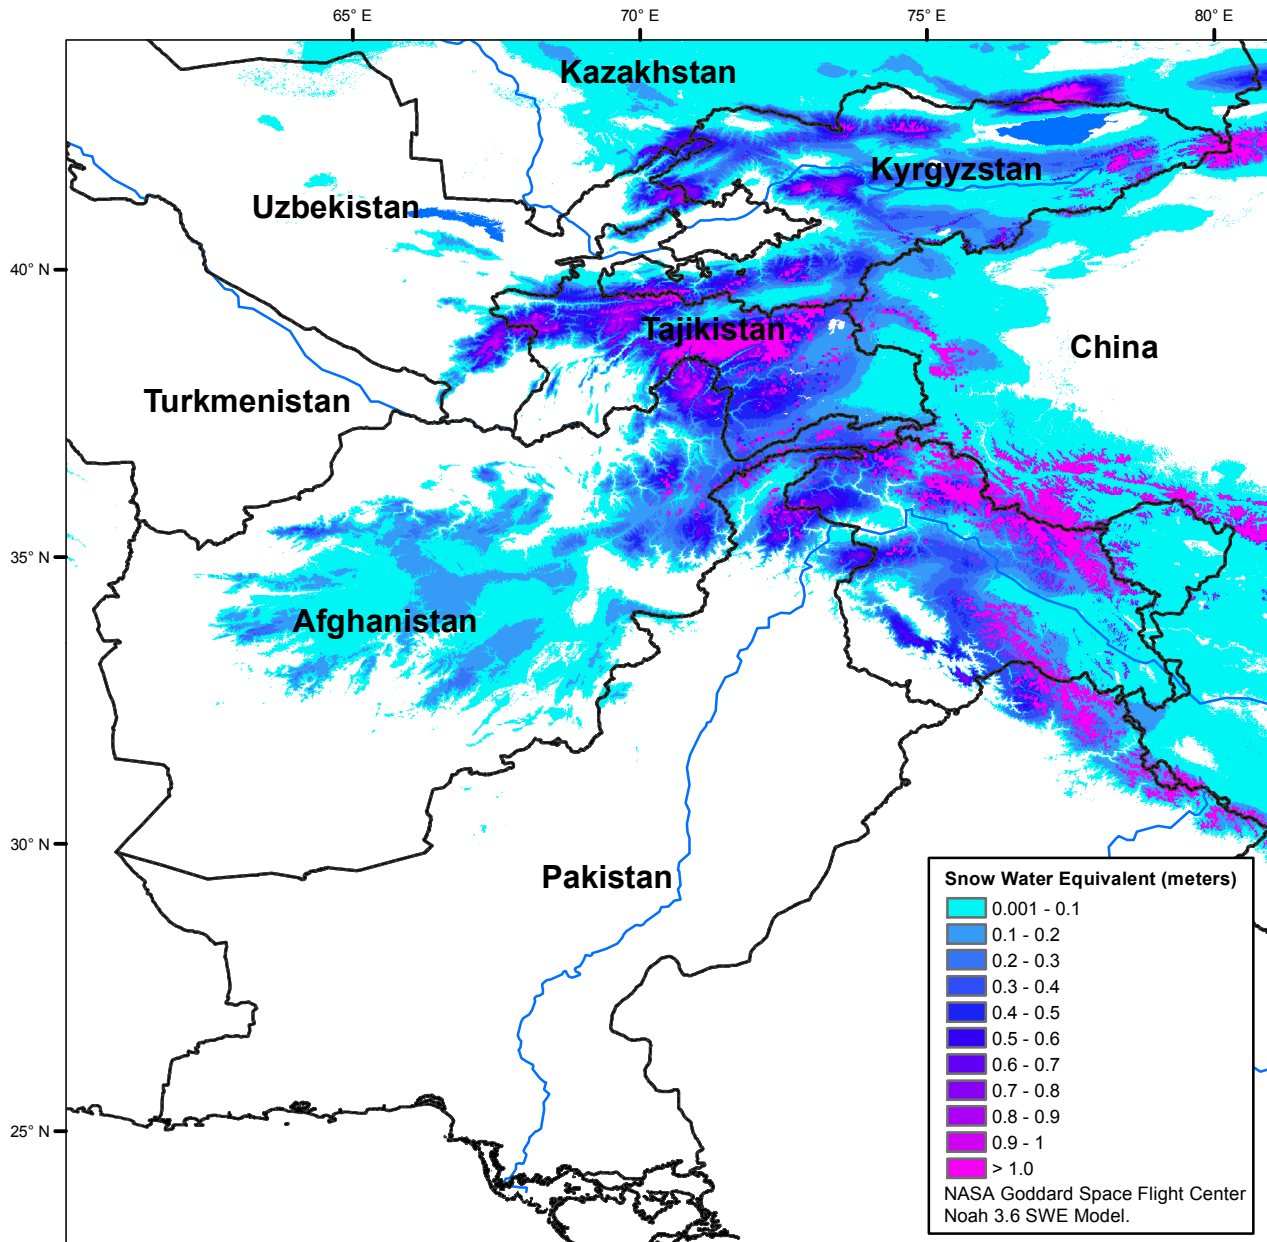 65° E
70° E
75° E
80° E
Kazakhstan
Kyrgyzstan
Uzbekistan
40° N
Tajikistan
China
Turkmenistan
35° N
Afghanistan
30° N
Pakistan
25° N
Snow Water Equivalent (meters)
0.001 - 0.1
0.1 - 0.2
0.2 - 0.3
0.3 - 0.4
0.4 - 0.5
0.5 - 0.6
0.6 - 0.7
0.7 - 0.8
0.8 - 0.9
0.9 - 1
> 1.0
NASA Goddard Space Flight Center
Noah 3.6 SWE Model.